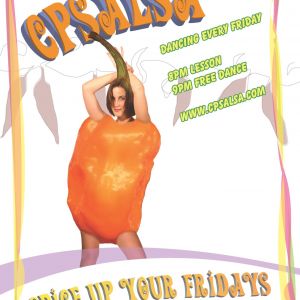 CPSALSA
DANCING EVERY FRIDAY
8PM LESSON
9PM FREE DANCE
WWW.CPSALSA.COM
SPICE UP YOUR FRIDAYS